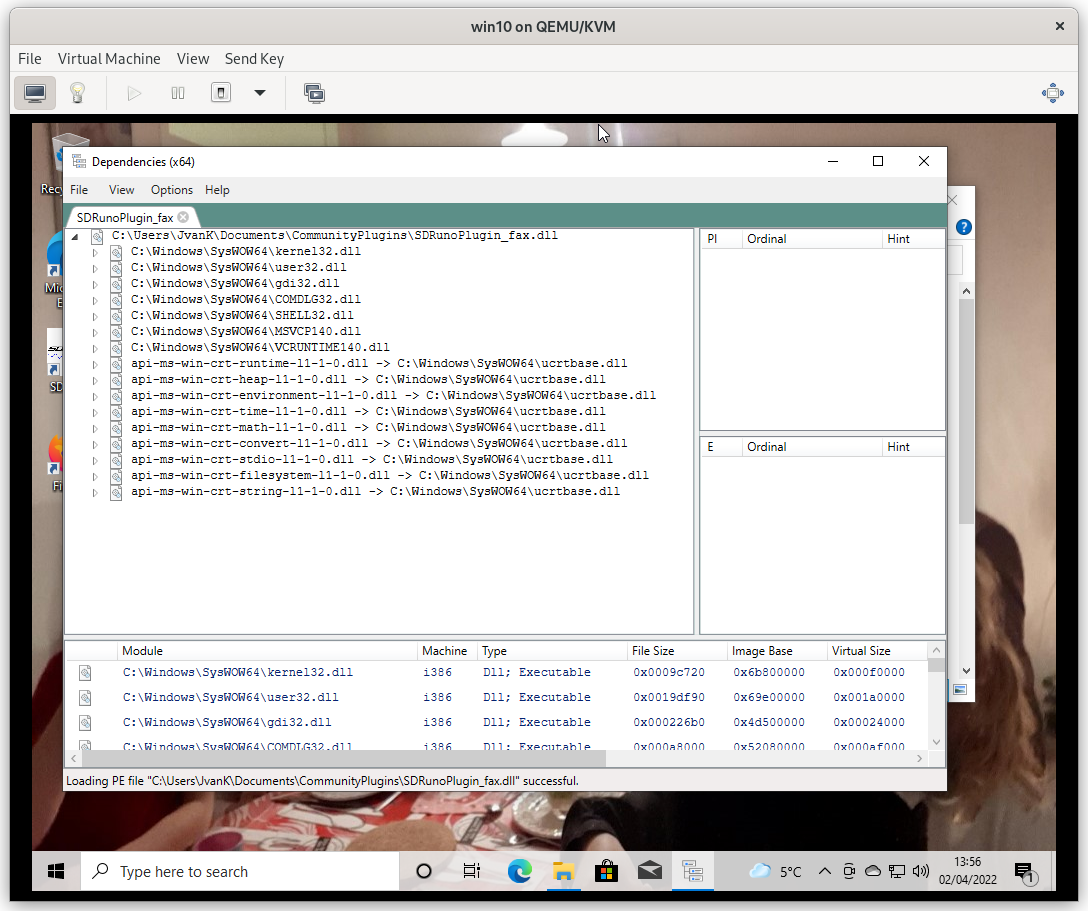 win10 on QEMU/KVM
File Virtual Machine View Send Key
Dependencies (x64)
File View Options Help
SDRunoPlugin_fax
C:\Users\JvanK\Documents\CommunityPlugins\SDRunoPlugin_fax.dll
C:\Windows\SysWOW64\kernel32.dll
C:\Windows\SysWOW64\user32.dll
C:\Windows\SysWOW64\gdi32.dll
C:\Windows\SysWOW64\COMDLG32.dll
C:\Windows\SysWOW64\SHELL32.dll
C:\Windows\SysWOW64\MSVCP140.dll
C:\Windows\SysWOW64\VCRUNTIME140.dll
api-ms-win-crt-runtime-l1-1-0.dll -> C:\Windows\SysWOW64\ucrtbase.dll
api-ms-win-crt-heap-l1-1-0.dll -> C:\Windows\SysWOW64\ucrtbase.dll
api-ms-win-crt-environment-l1-1-0.dll -> C:\Windows\SysWOW64\ucrtbase.dll
api-ms-win-crt-time-l1-1-0.dll -> C:\Windows\SysWOW64\ucrtbase.dll
api-ms-win-crt-math-l1-1-0.dll -> C:\Windows\SysWOW64\ucrtbase.dll
api-ms-win-crt-convert-l1-1-0.dll -> C:\Windows\SysWOW64\ucrtbase.dll
api-ms-win-crt-stdio-l1-1-0.dll -> C:\Windows\SysWOW64\ucrtbase.dll
api-ms-win-crt-filesystem-l1-1-0.dll -> C:\Windows\SysWOW64\ucrtbase.dll
api-ms-win-crt-string-l1-1-0.dll -> C:\Windows\SysWOW64\ucrtbase.dll
PI Ordinal Hint
E Ordinal Hint
Module Machine Type File Size Image Base Virtual Size
C:\Windows\SysWOW64\kernel32.dll i386 Dll; Executable 0x0009c720 0x6b800000 0x000f0000
C:\Windows\SysWOW64\user32.dll i386 Dll; Executable 0x0019df90 0x69e00000 0x001a0000
C:\Windows\SysWOW64\gdi32.dll i386 Dll; Executable 0x000226b0 0x4d500000 0x00024000
C:\Windows\SysWOW64\COMDLG32.dll i386 Dll; Executable 0x000a8000 0x52080000 0x000af000
Loading PE file "C:\Users\JvanK\Documents\CommunityPlugins\SDRunoPlugin_fax.dll" successful.
Type here to search
5°C
13:56
02/04/2022
1